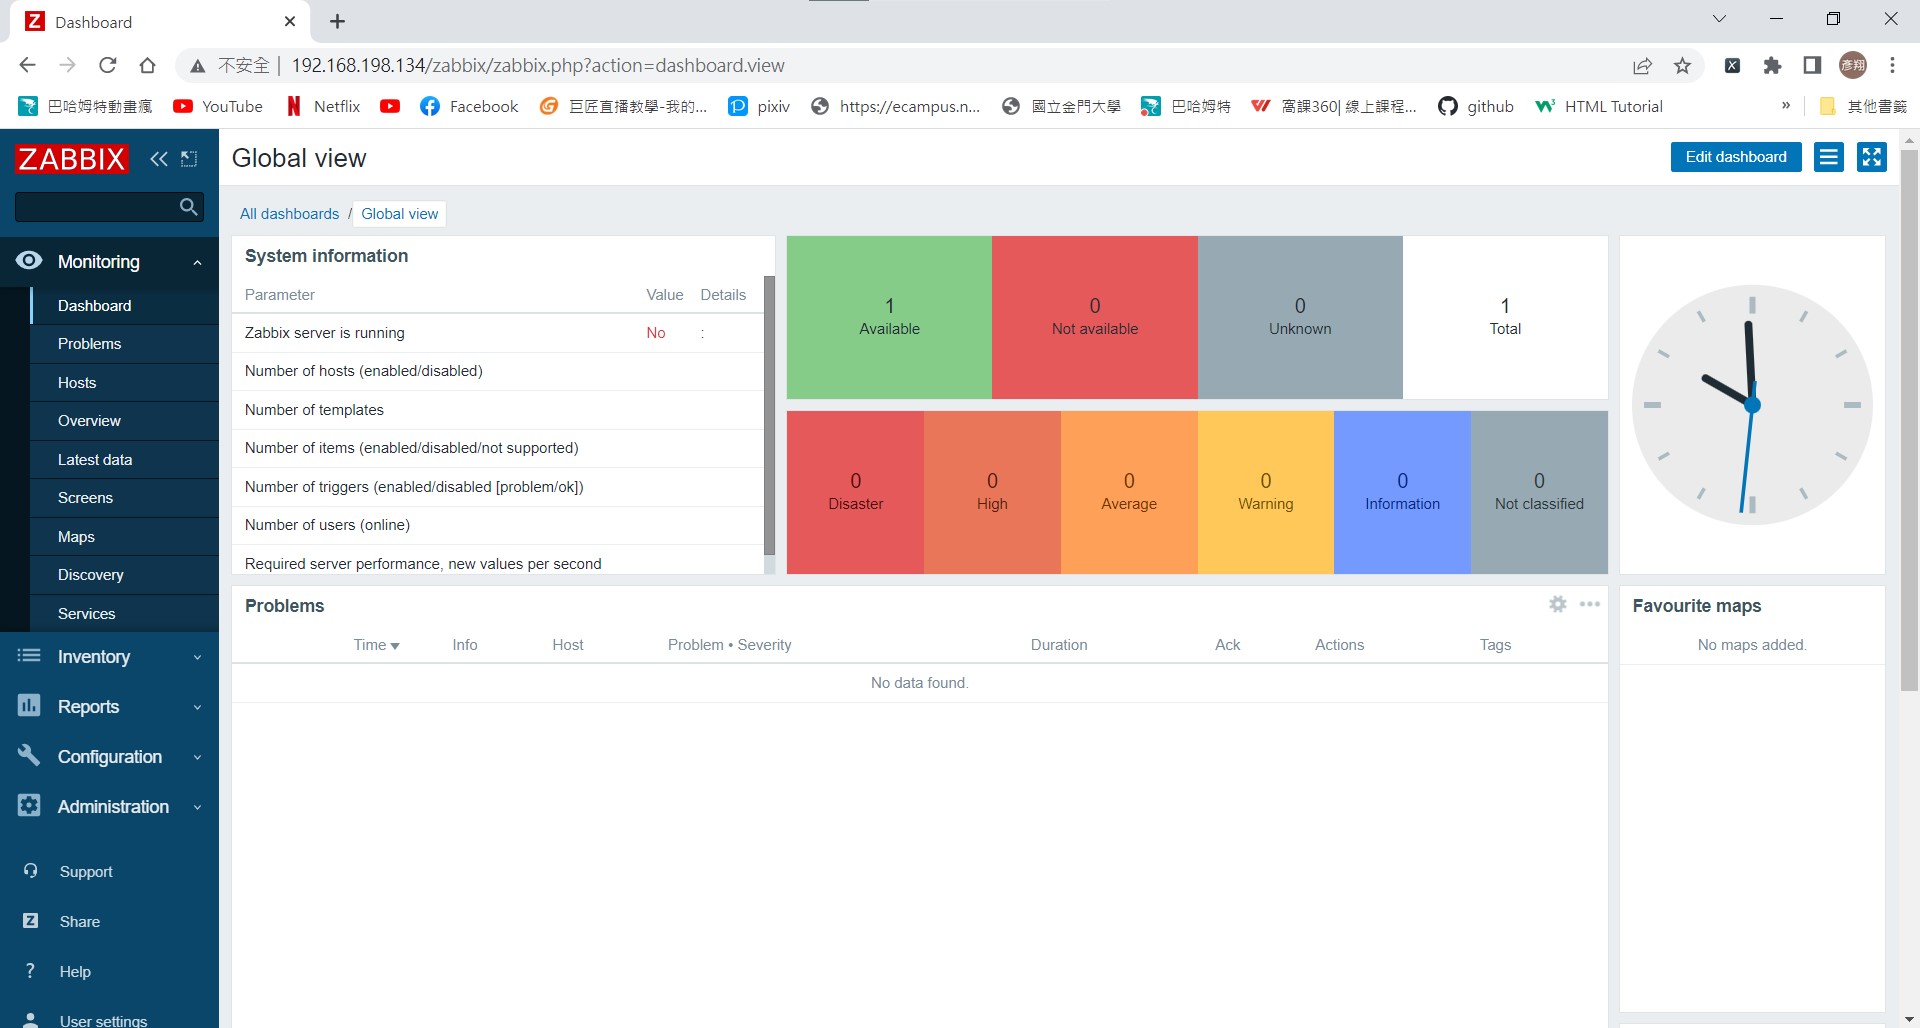 Dashboard
不安全 192.168.198.134/zabbix/zabbix.php?action=dashboard.view
彥翔
巴哈姆特動畫瘋 YouTube Netflix Facebook 巨匠直播教學-我的... pixiv https://ecampus.n... 國立金門大學 巴哈姆特 窩課360| 線上課程... github HTML Tutorial » 其他書籤
ZABBIX
Global view
Edit dashboard
All dashboards / Global view
Monitoring
Dashboard
Problems
Hosts
Overview
Latest data
Screens
Maps
Discovery
Services
Inventory
Reports
Configuration
Administration
Support
Share
Help
User settings
System information
Parameter Value Details
Zabbix server is running No :
Number of hosts (enabled/disabled)
Number of templates
Number of items (enabled/disabled/not supported)
Number of triggers (enabled/disabled [problem/ok])
Number of users (online)
Required server performance, new values per second
1 0 0 1
Available Not available Unknown Total
0 0 0 0 0 0
Disaster High Average Warning Information Not classified
Problems
Time Info Host Problem • Severity Duration Ack Actions Tags
No data found.
Favourite maps
No maps added.